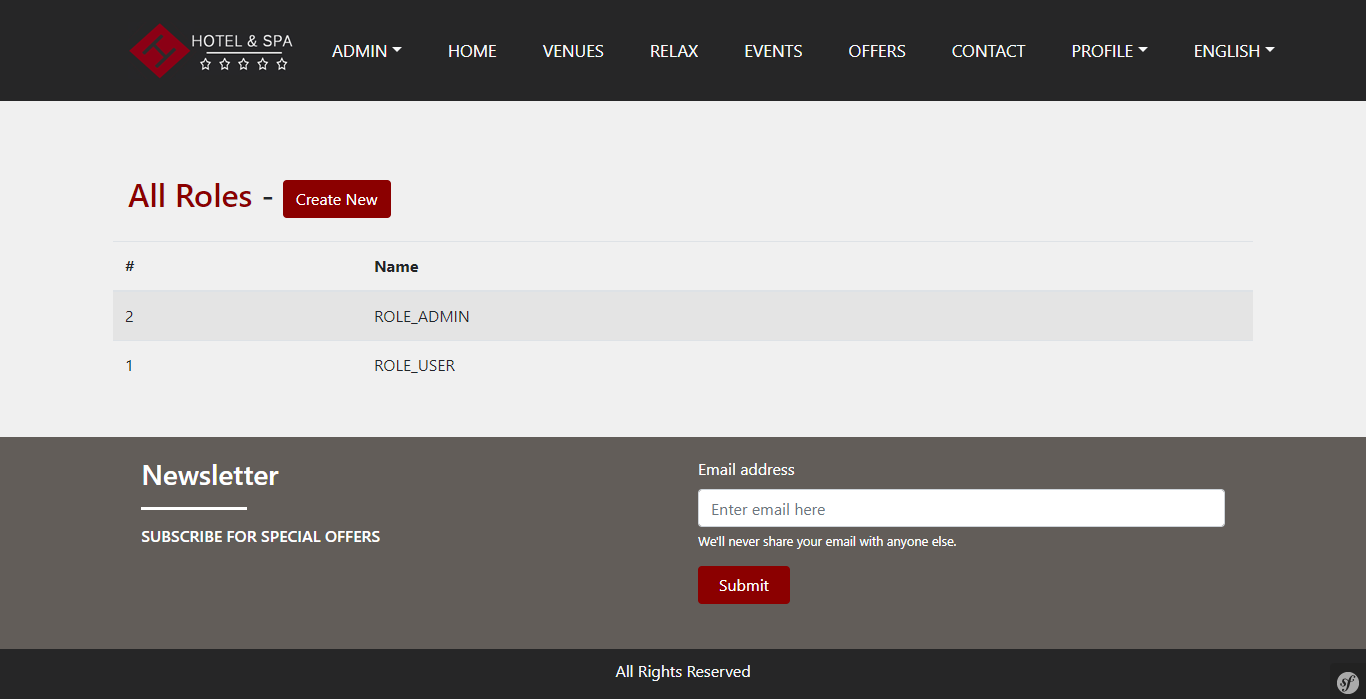 HOTEL & SPA
ADMIN HOME VENUES RELAX EVENTS OFFERS CONTACT PROFILE ENGLISH
All Roles - Create New
# Name
2 ROLE_ADMIN
1 ROLE_USER
Newsletter
SUBSCRIBE FOR SPECIAL OFFERS
Email address
Enter email here
We'll never share your email with anyone else.
Submit
All Rights Reserved
sf